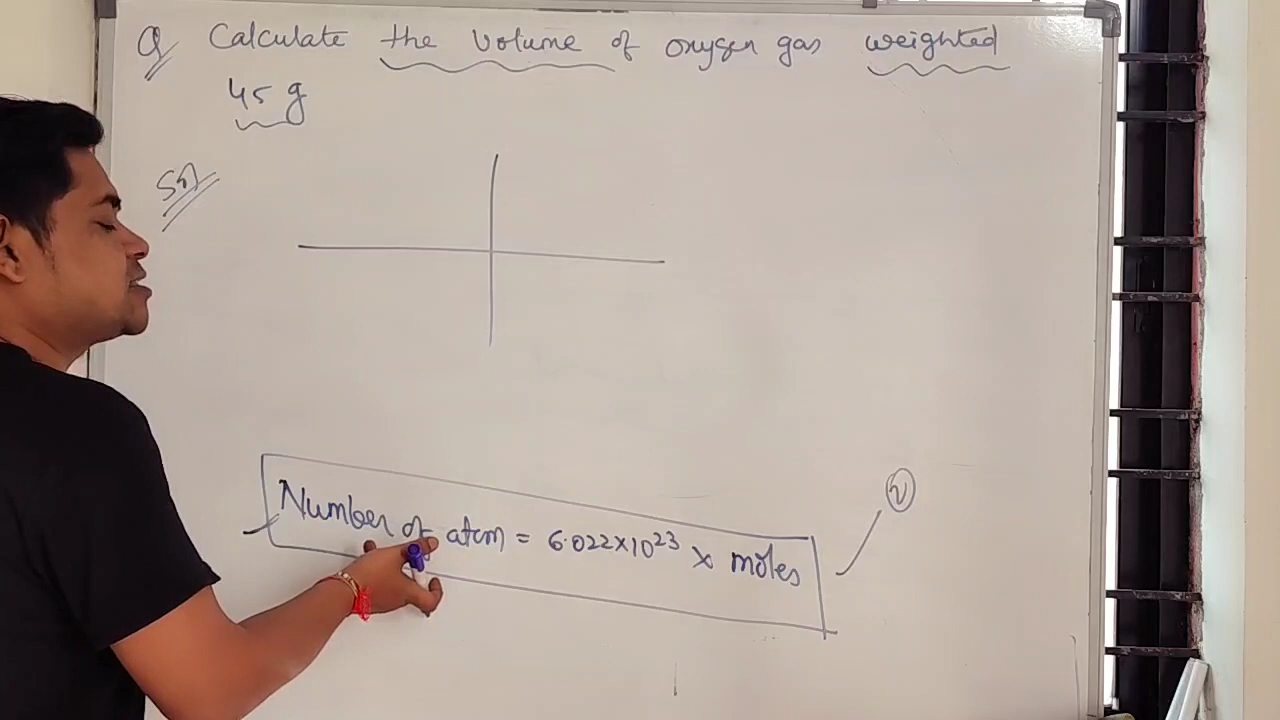 Q Calculate the volume of oxygen gas weighted
45 g
Sol
Number of atom = 6.022×10²³ × moles